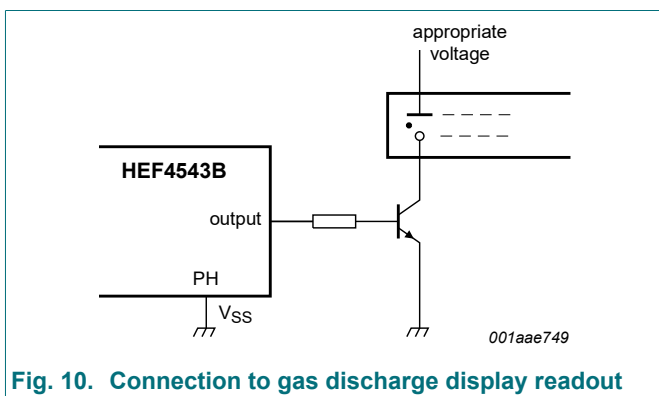 appropriate
voltage
HEF4543B
output
PH
VSS
001aae749
Fig. 10. Connection to gas discharge display readout